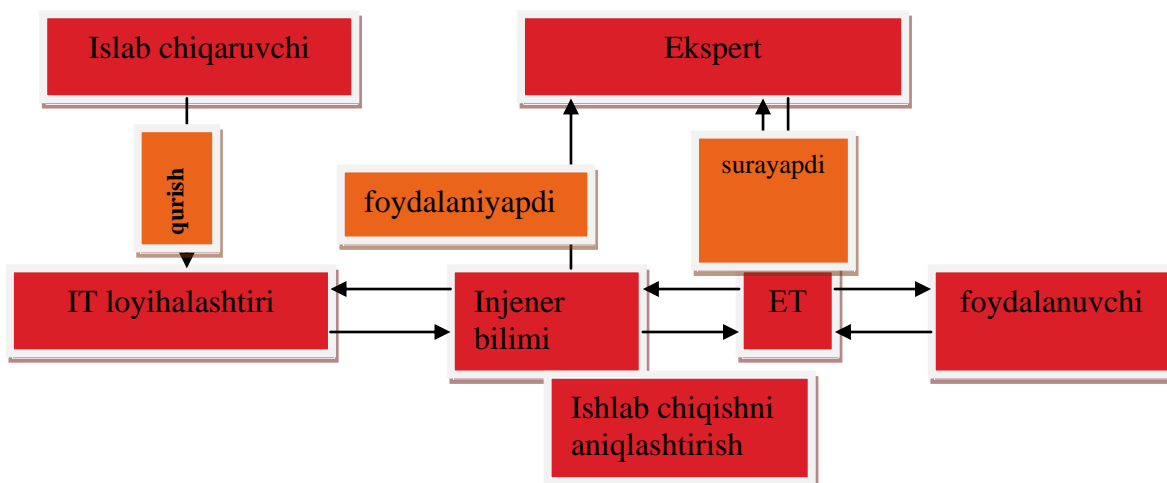 Islab chiqaruvchi
Ekspert
qurish
foydalaniyapdi
surayapdi
IT loyihalashtiri
Injener
bilimi
ET
foydalanuvchi
Ishlab chiqishni
aniqlashtirish